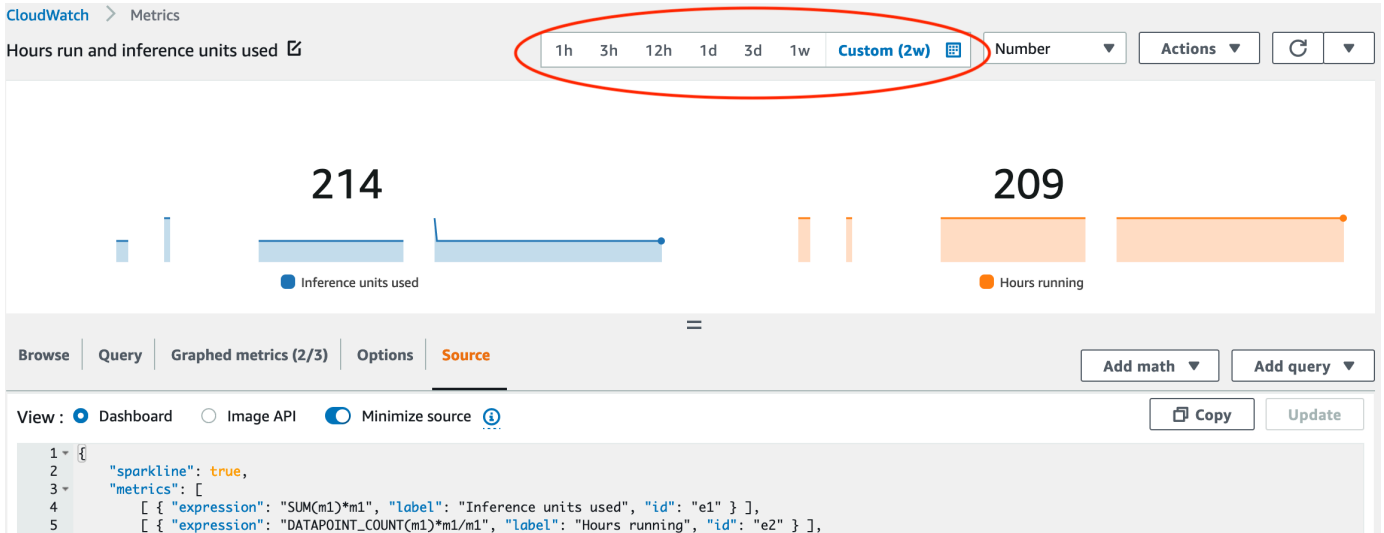 CloudWatch > Metrics
Hours run and inference units used
1h 3h 12h 1d 3d 1w Custom (2w) Number Actions
214 209
Inference units used Hours running
Browse Query Graphed metrics (2/3) Options Source
Add math Add query
View : Dashboard Image API Minimize source Copy Update
1 {
2 "sparkline": true,
3 "metrics": [
4 [ { "expression": "SUM(m1)*m1", "label": "Inference units used", "id": "e1" } ],
5 [ { "expression": "DATAPOINT_COUNT(m1)*m1/m1", "label": "Hours running", "id": "e2" } ],